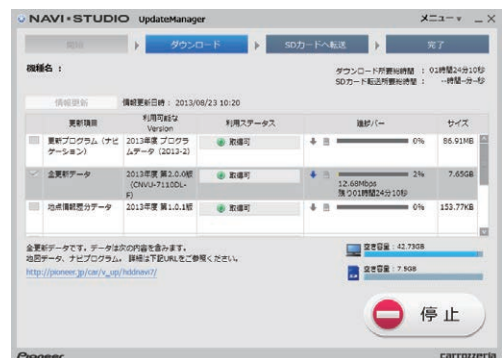 NAVI•STUDIO UpdateManager
メニュー
開始
ダウンロード
SDカードへ転送
完了
機種名 :
ダウンロード所要時間 : 01時間24分10秒
SDカード転送所要時間 : --時間--分--秒
情報更新
情報更新日時 : 2013/08/23 10:20
更新項目
利用可能な
Version
利用ステータス
進捗バー
サイズ
更新プログラム (ナビ
ゲーション)
2013年度 プログラ
ムデータ (2013-2)
取得可
0%
86.91MB
全更新データ
2013年度 第2.0.0版
(CNVU-7110DL-
F)
取得可
2%
7.65GB
12.68Mbps
残り01時間24分10秒
地点情報差分データ
2013年度 第1.0.1版
取得可
0%
153.77KB
全更新データです。データは次の内容を含みます。
地図データ、ナビプログラム。 詳細は下記URLをご参照ください。
http://pioneer.jp/car/v_up/hddnavi7/
空き容量 : 42.73GB
空き容量 : 7.5GB
停止
Pioneer
carrozzeria